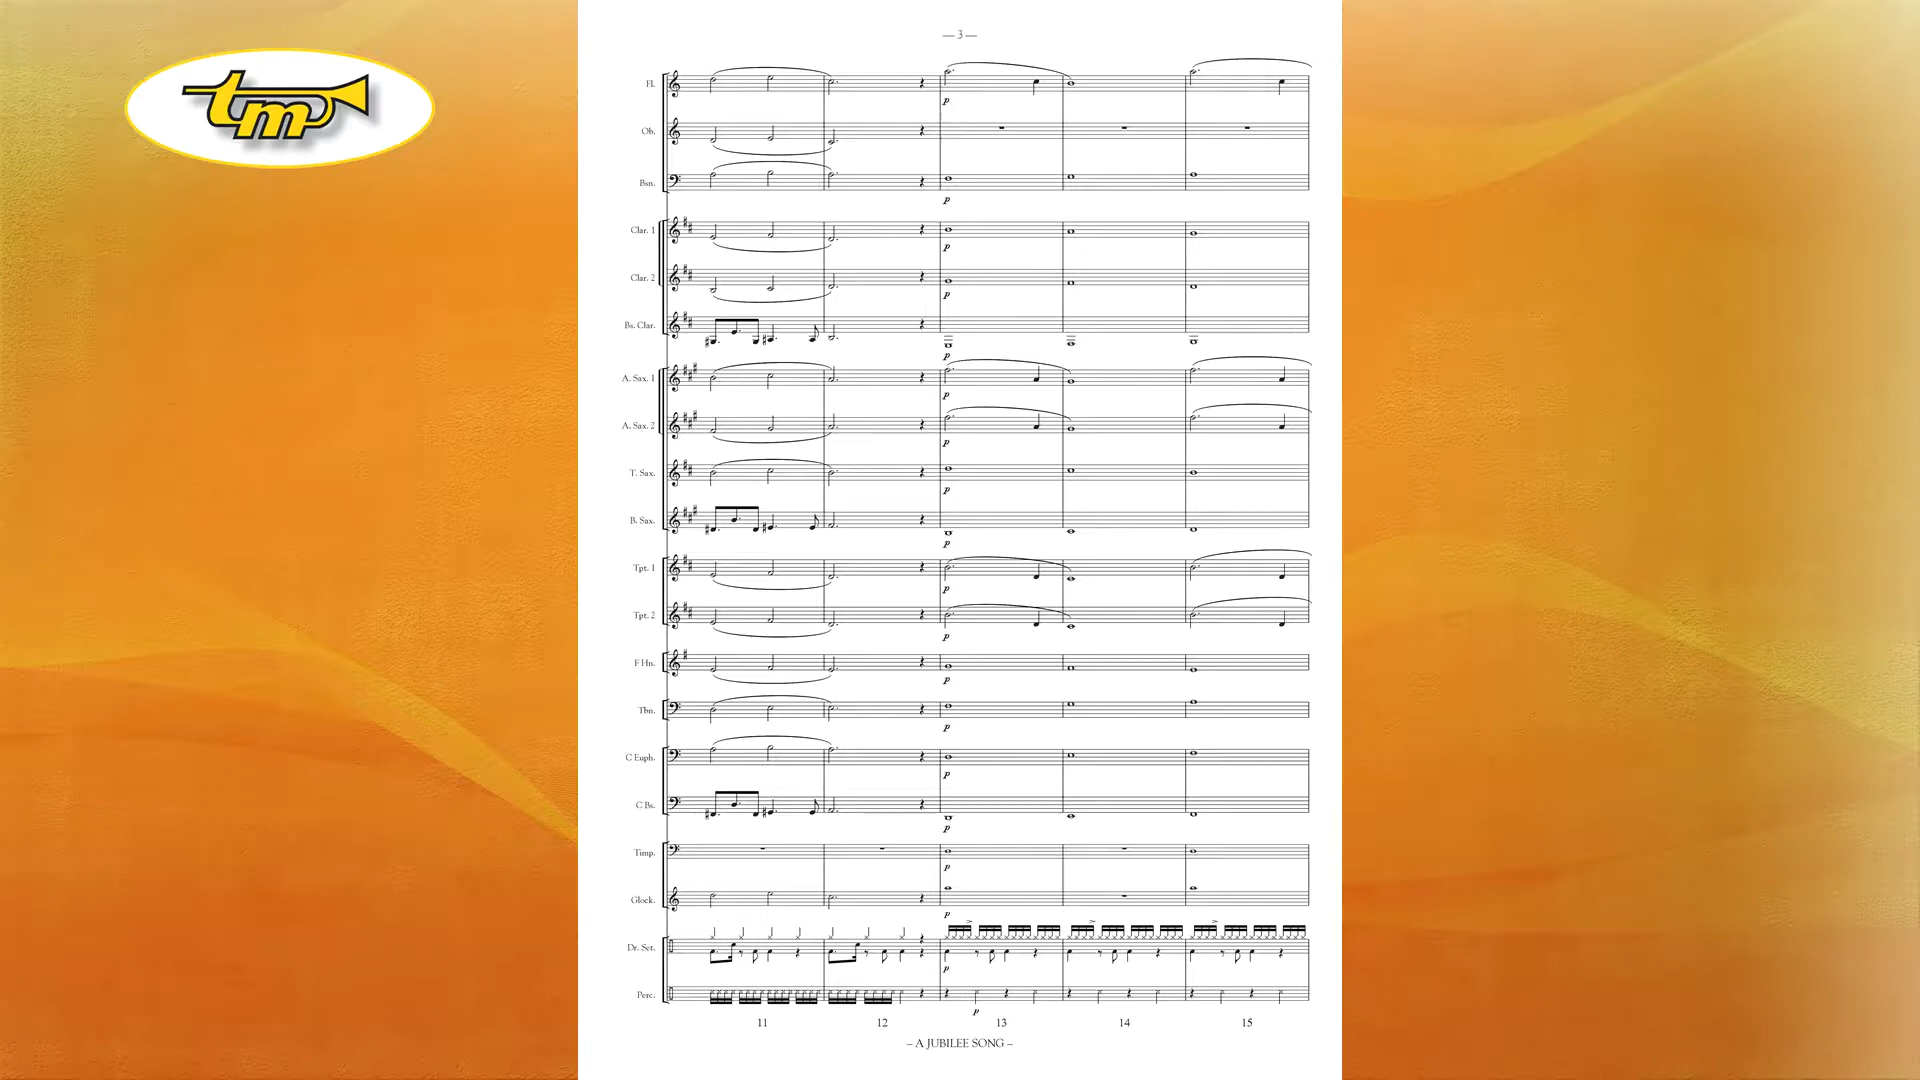 tm
— 3 —
Fl.
p
Ob.
Bsn.
p
Clar. 1
p
Clar. 2
p
Bs. Clar.
p
A. Sax. 1
p
A. Sax. 2
p
T. Sax.
p
B. Sax.
p
Tpt. 1
p
Tpt. 2
p
F Hn.
p
Tbn.
p
C Euph.
p
C Bs.
p
Timp.
p
Glock.
p
Dr. Set.
p
Perc.
p
11 12 13 14 15
– A JUBILEE SONG –